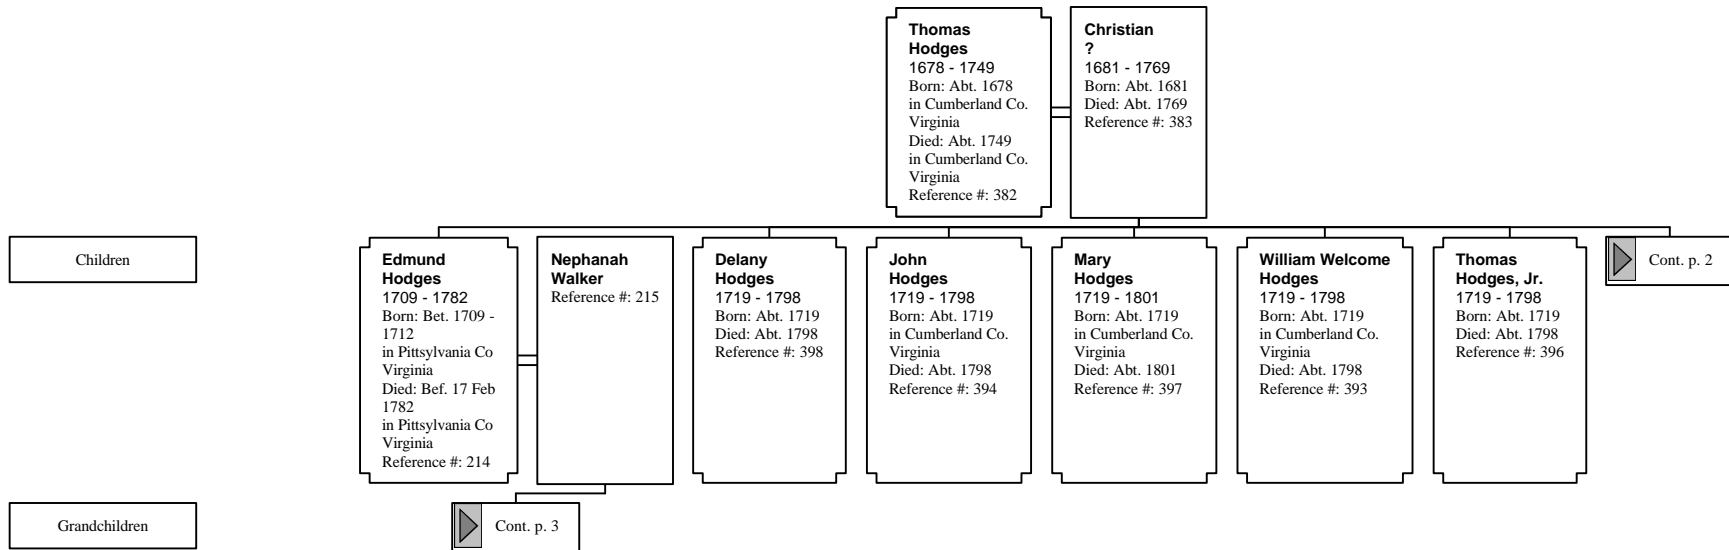 Thomas
Hodges
1678 - 1749
Born: Abt. 1678
in Cumberland Co.
Virginia
Died: Abt. 1749
in Cumberland Co.
Virginia
Reference #: 382
Christian
?
1681 - 1769
Born: Abt. 1681
Died: Abt. 1769
Reference #: 383
Children
Edmund
Hodges
1709 - 1782
Born: Bet. 1709 -
1712
in Pittsylvania Co
Virginia
Died: Bef. 17 Feb
1782
in Pittsylvania Co
Virginia
Reference #: 214
Nephanah
Walker
Reference #: 215
Delany
Hodges
1719 - 1798
Born: Abt. 1719
Died: Abt. 1798
Reference #: 398
John
Hodges
1719 - 1798
Born: Abt. 1719
in Cumberland Co.
Virginia
Died: Abt. 1798
Reference #: 394
Mary
Hodges
1719 - 1801
Born: Abt. 1719
in Cumberland Co.
Virginia
Died: Abt. 1801
Reference #: 397
William Welcome
Hodges
1719 - 1798
Born: Abt. 1719
in Cumberland Co.
Virginia
Died: Abt. 1798
Reference #: 393
Thomas
Hodges, Jr.
1719 - 1798
Born: Abt. 1719
Died: Abt. 1798
Reference #: 396
Cont. p. 2
Grandchildren
Cont. p. 3